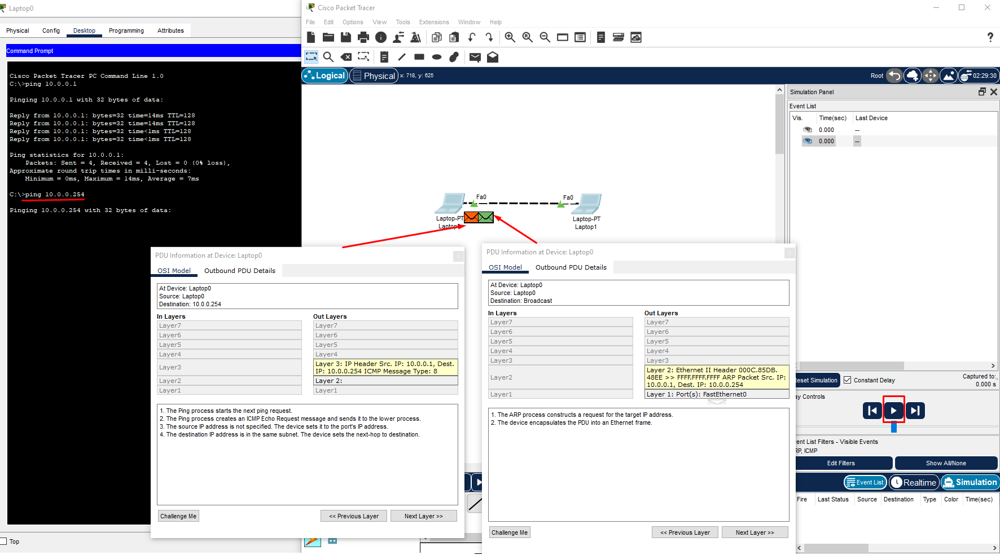 Laptop0
Physical Config Desktop Programming Attributes
Command Prompt
Cisco Packet Tracer PC Command Line 1.0
C:\>ping 10.0.0.1
Pinging 10.0.0.1 with 32 bytes of data:
Reply from 10.0.0.1: bytes=32 time=14ms TTL=128
Reply from 10.0.0.1: bytes=32 time=14ms TTL=128
Reply from 10.0.0.1: bytes=32 time<1ms TTL=128
Reply from 10.0.0.1: bytes=32 time<1ms TTL=128
Ping statistics for 10.0.0.1:
Packets: Sent = 4, Received = 4, Lost = 0 (0% loss),
Approximate round trip times in milli-seconds:
Minimum = 0ms, Maximum = 14ms, Average = 7ms
C:\>ping 10.0.0.254
Pinging 10.0.0.254 with 32 bytes of data:
Top
Cisco Packet Tracer
File Edit Options View Tools Extensions Window Help
?
Logical Physical x: 718, y: 625
Root 02:29:30
Fa0
Fa0
Laptop-PT
Laptop-PT
Laptop1
Simulation Panel
Event List
Vis. Time(sec) Last Device
0.000 --
0.000 --
Reset Simulation
Constant Delay
Captured to:
0.000 s
ay Controls
ent List Filters - Visible Events
RP, ICMP
Edit Filters Show All/None
Event List Realtime Simulation
Fire Last Status Source Destination Type Color Time(sec)
PDU Information at Device: Laptop0
OSI Model Outbound PDU Details
At Device: Laptop0
Source: Laptop0
Destination: 10.0.0.254
In Layers Out Layers
Layer7 Layer7
Layer6 Layer6
Layer5 Layer5
Layer4 Layer4
Layer3
Layer 3: IP Header Src. IP: 10.0.0.1, Dest.
IP: 10.0.0.254 ICMP Message Type: 8
Layer2 Layer 2:
Layer1 Layer1
1. The Ping process starts the next ping request.
2. The Ping process creates an ICMP Echo Request message and sends it to the lower process.
3. The source IP address is not specified. The device sets it to the port's IP address.
4. The destination IP address is in the same subnet. The device sets the next-hop to destination.
Challenge Me << Previous Layer Next Layer >>
PDU Information at Device: Laptop0
OSI Model Outbound PDU Details
At Device: Laptop0
Source: Laptop0
Destination: Broadcast
In Layers Out Layers
Layer7 Layer7
Layer6 Layer6
Layer5 Layer5
Layer4 Layer4
Layer3 Layer3
Layer2
Layer 2: Ethernet II Header 000C.85DB.
48EE >> FFFF.FFFF.FFFF ARP Packet Src. IP:
10.0.0.1, Dest. IP: 10.0.0.254
Layer1 Layer 1: Port(s): FastEthernet0
1. The ARP process constructs a request for the target IP address.
2. The device encapsulates the PDU into an Ethernet frame.
Challenge Me << Previous Layer Next Layer >>